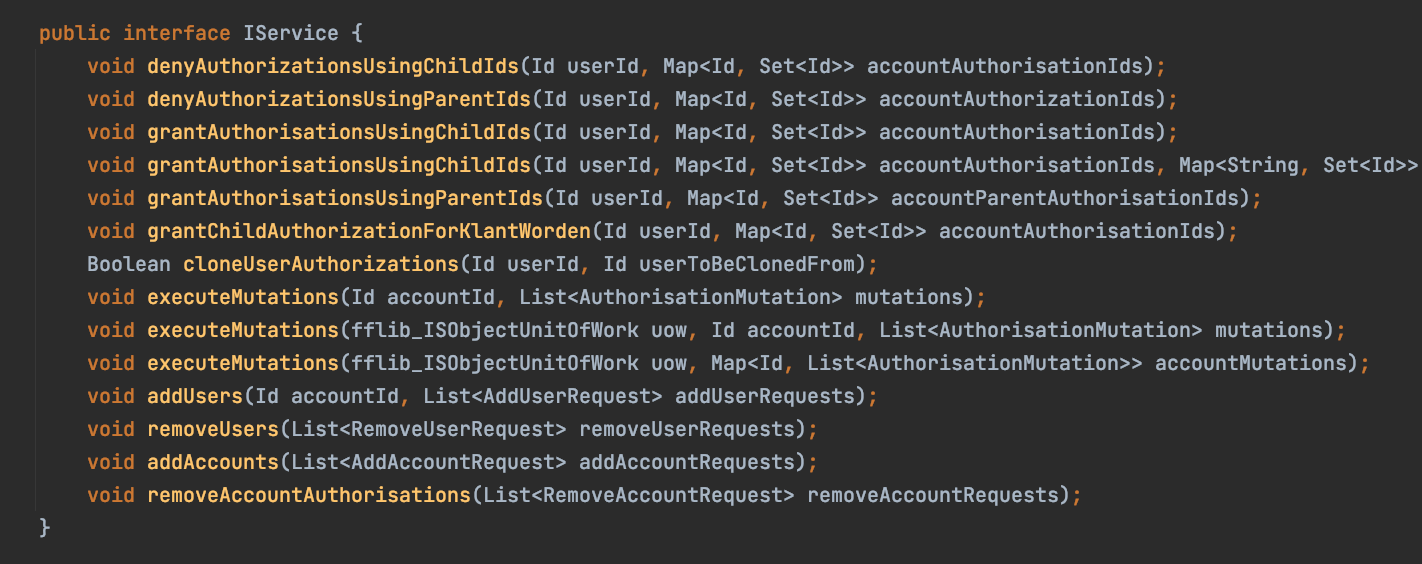 public interface IService {
void denyAuthorizationsUsingChildIds(Id userId, Map<Id, Set<Id>> accountAuthorisationIds);
void denyAuthorizationsUsingParentIds(Id userId, Map<Id, Set<Id>> accountAuthorizationIds);
void grantAuthorisationsUsingChildIds(Id userId, Map<Id, Set<Id>> accountAuthorisationIds);
void grantAuthorisationsUsingChildIds(Id userId, Map<Id, Set<Id>> accountAuthorisationIds, Map<String, Set<Id>>
void grantAuthorisationsUsingParentIds(Id userId, Map<Id, Set<Id>> accountParentAuthorisationIds);
void grantChildAuthorizationForKlantWorden(Id userId, Map<Id, Set<Id>> accountAuthorisationIds);
Boolean cloneUserAuthorizations(Id userId, Id userToBeClonedFrom);
void executeMutations(Id accountId, List<AuthorisationMutation> mutations);
void executeMutations(fflib_ISObjectUnitOfWork uow, Id accountId, List<AuthorisationMutation> mutations);
void executeMutations(fflib_ISObjectUnitOfWork uow, Map<Id, List<AuthorisationMutation>> accountMutations);
void addUsers(Id accountId, List<AddUserRequest> addUserRequests);
void removeUsers(List<RemoveUserRequest> removeUserRequests);
void addAccounts(List<AddAccountRequest> addAccountRequests);
void removeAccountAuthorisations(List<RemoveAccountRequest> removeAccountRequests);
}